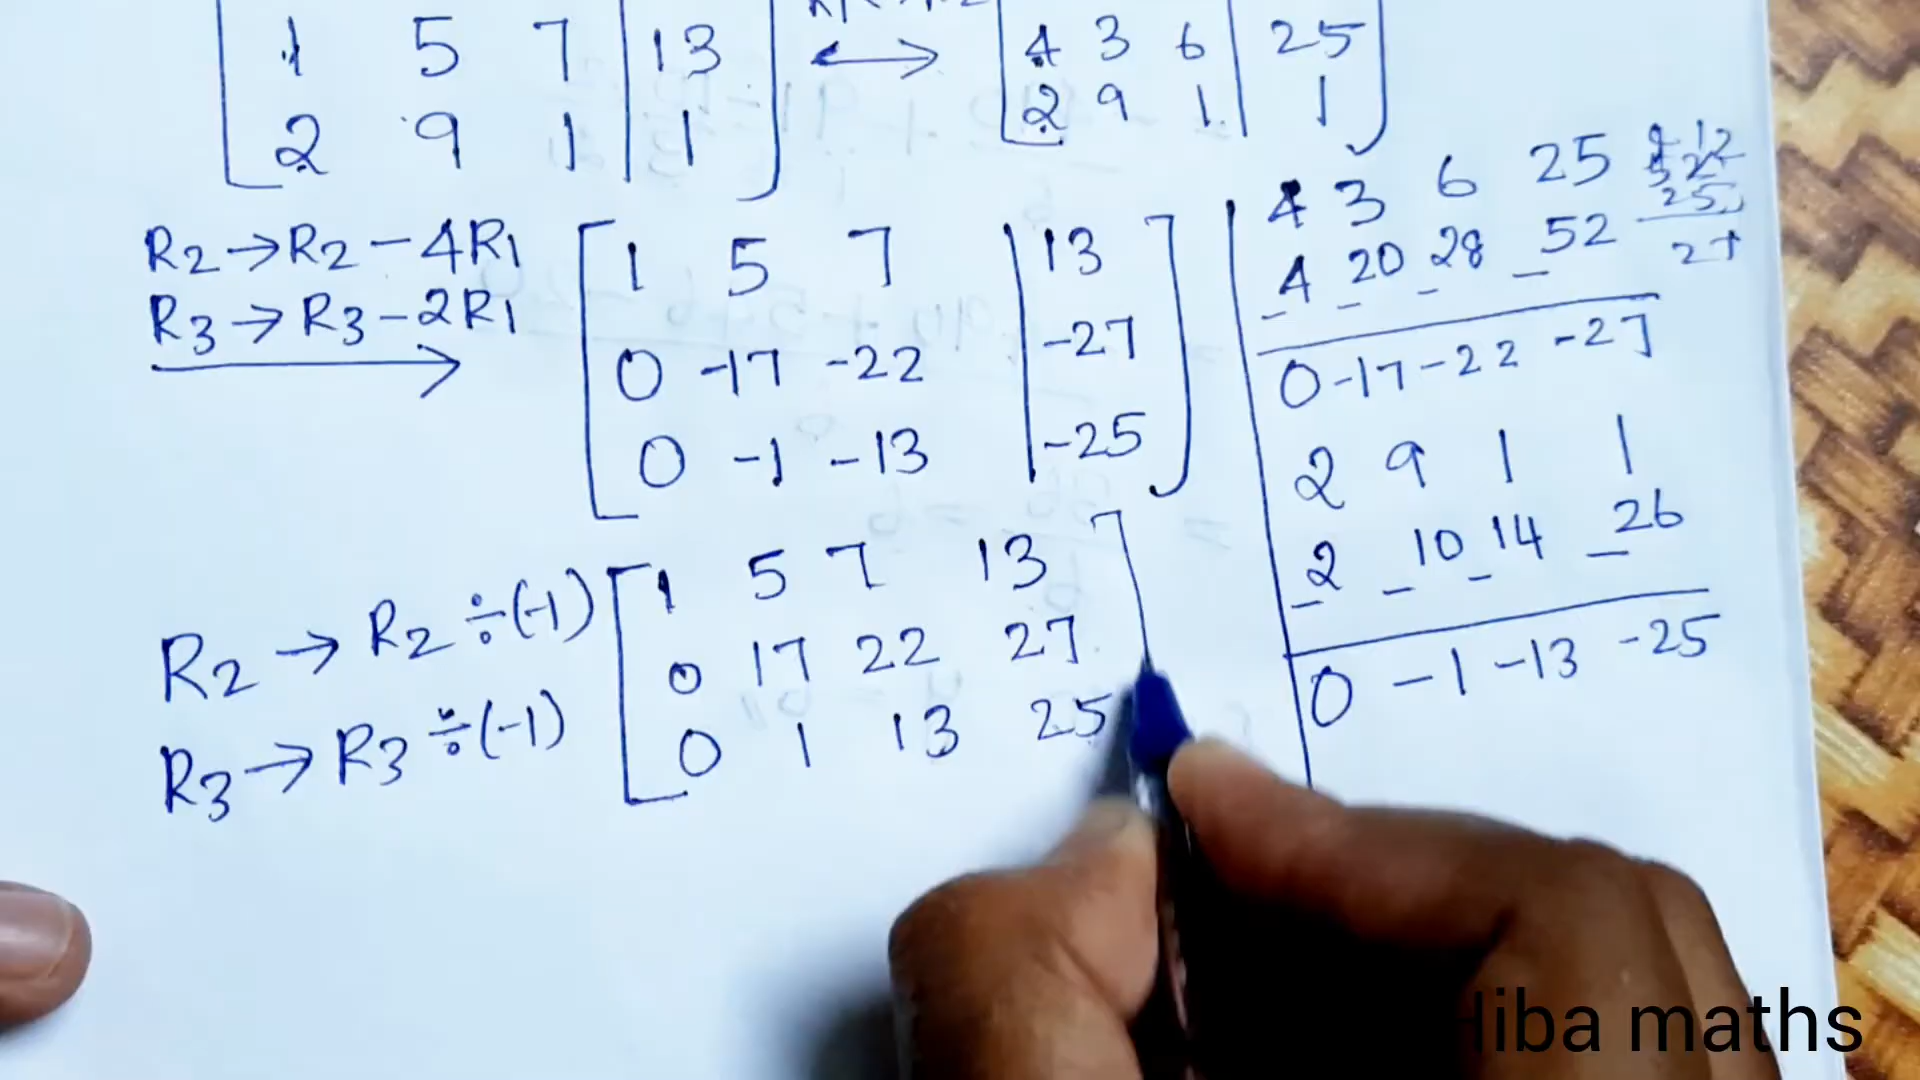 1 5 7 | 13
2 9 1 | 1
4 3 6 | 25
2 9 1 | 1
R2 → R2 - 4R1
R3 → R3 - 2R1
1 5 7 | 13
0 -17 -22 | -27
0 -1 -13 | -25
4 3 6 25
4 20 28 52
0 -17 -22 -27
2 9 1 1
2 10 14 26
0 -1 -13 -25
R2 → R2 ÷ (-1)
R3 → R3 ÷ (-1)
1 5 7 13
0 17 22 27
0 1 13 25
Hiba maths